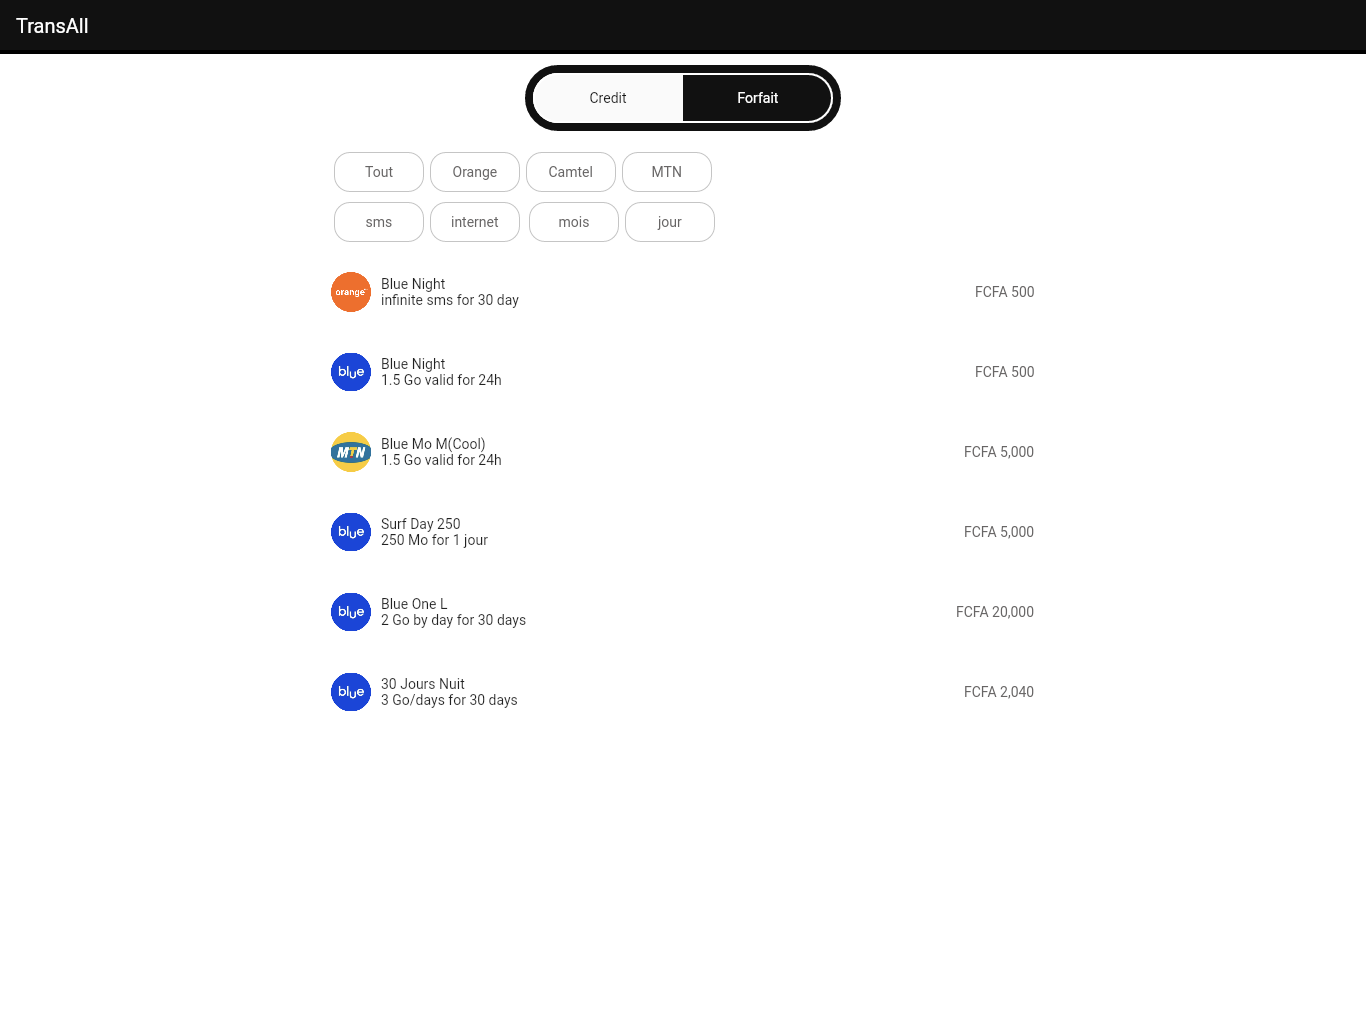 TransAll
Credit Forfait
Tout Orange Camtel MTN
sms internet mois jour
orange
Blue Night
infinite sms for 30 day
FCFA 500
blue
Blue Night
1.5 Go valid for 24h
FCFA 500
MTN
Blue Mo M(Cool)
1.5 Go valid for 24h
FCFA 5,000
blue
Surf Day 250
250 Mo for 1 jour
FCFA 5,000
blue
Blue One L
2 Go by day for 30 days
FCFA 20,000
blue
30 Jours Nuit
3 Go/days for 30 days
FCFA 2,040